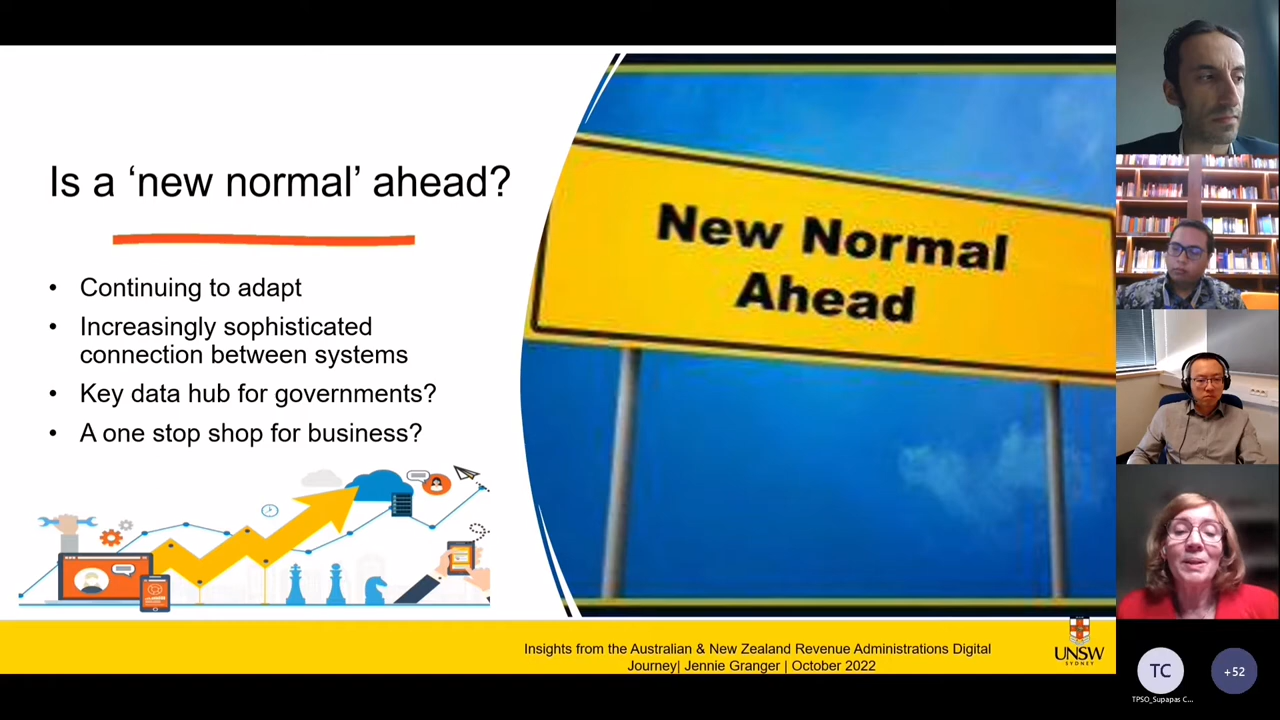 Is a ‘new normal’ ahead?
• Continuing to adapt
• Increasingly sophisticated
connection between systems
• Key data hub for governments?
• A one stop shop for business?
New Normal
Ahead
Insights from the Australian & New Zealand Revenue Administrations Digital
Journey| Jennie Granger | October 2022
UNSW
SYDNEY
TC
+52
TPSO_Supapas C...